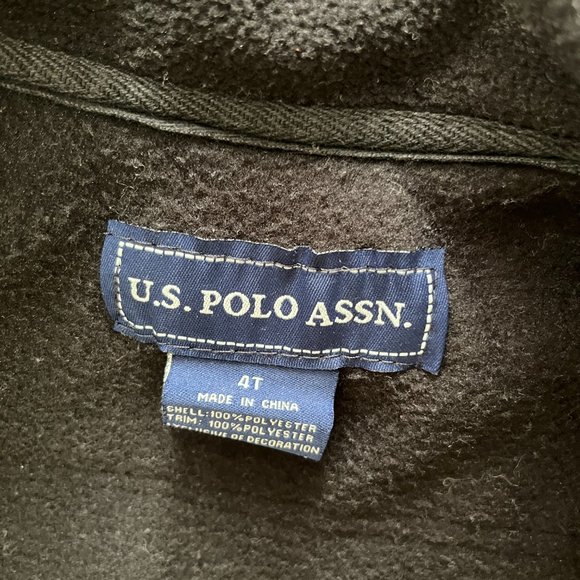 U.S. POLO ASSN.
4T
MADE IN CHINA
SHELL:100%POLYESTER
TRIM: 100%POLYESTER
EXCLUSIVE OF DECORATION